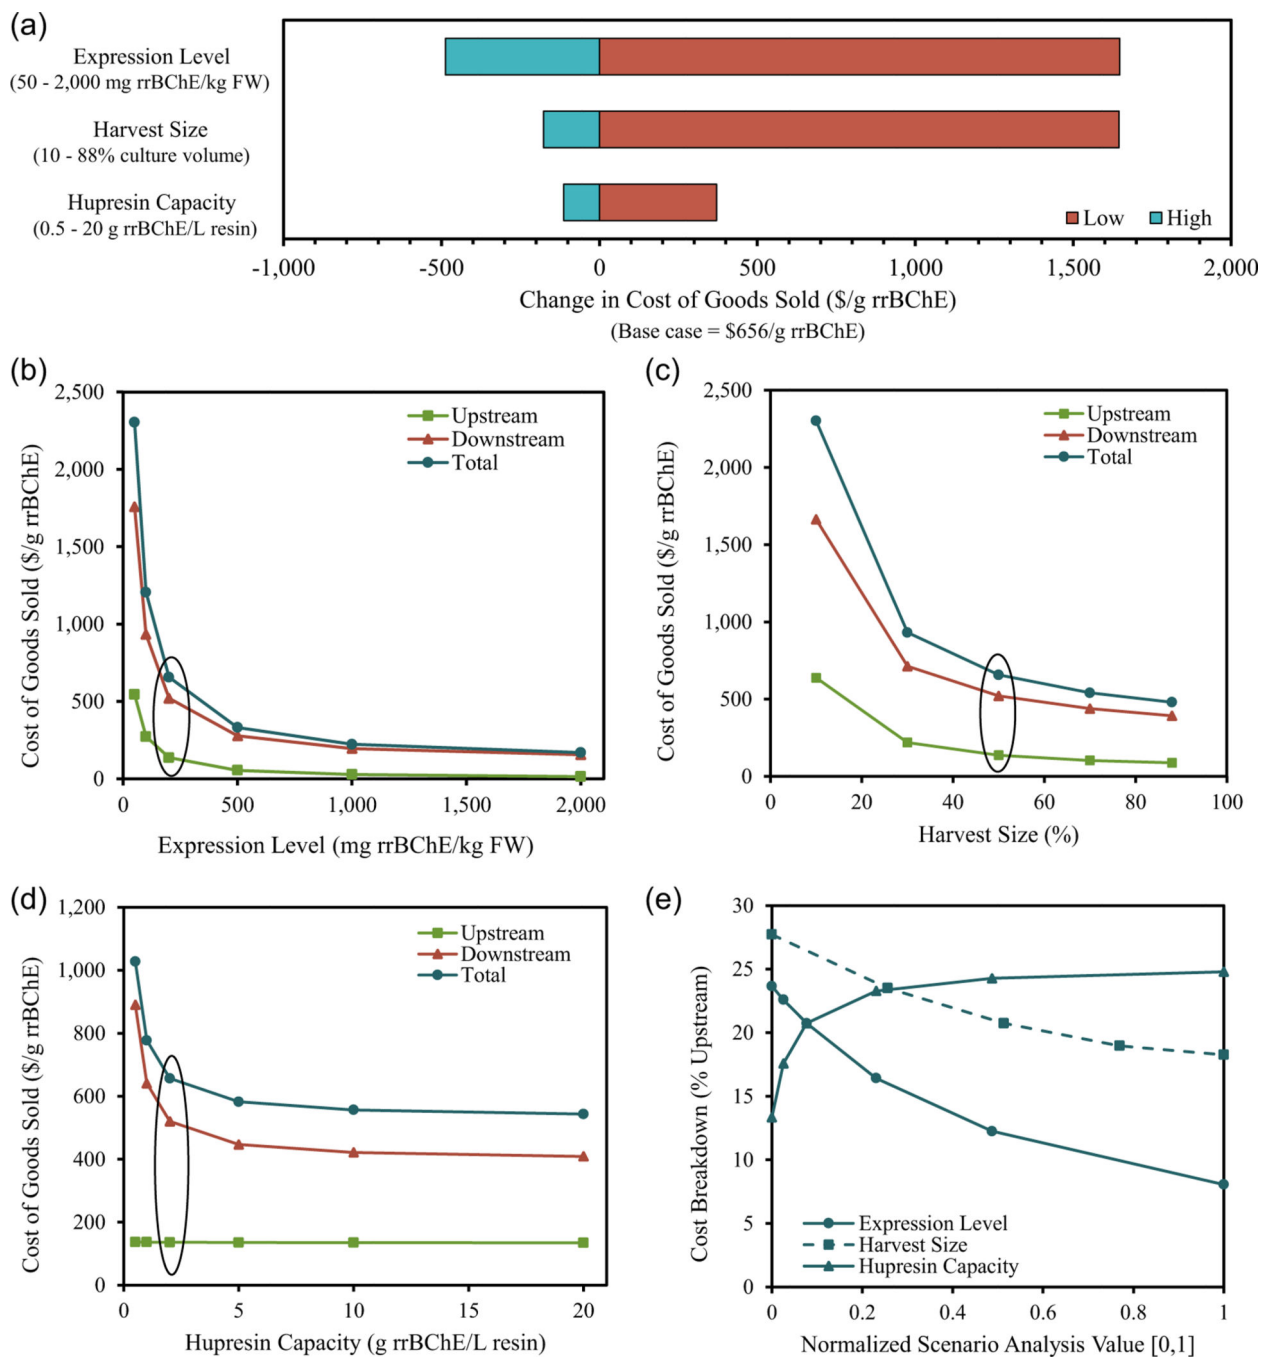 (a)
Expression Level
(50 - 2,000 mg rrBChE/kg FW)
Harvest Size
(10 - 88% culture volume)
Hupresin Capacity
(0.5 - 20 g rrBChE/L resin)
Low High
-1,000 -500 0 500 1,000 1,500 2,000
Change in Cost of Goods Sold ($/g rrBChE)
(Base case = $656/g rrBChE)
(b)
Cost of Goods Sold ($/g rrBChE)
2,500
2,000
1,500
1,000
500
0
Upstream
Downstream
Total
0 500 1,000 1,500 2,000
Expression Level (mg rrBChE/kg FW)
(c)
Cost of Goods Sold ($/g rrBChE)
2,500
2,000
1,500
1,000
500
0
Upstream
Downstream
Total
0 20 40 60 80 100
Harvest Size (%)
(d)
Cost of Goods Sold ($/g rrBChE)
1,200
1,000
800
600
400
200
0
Upstream
Downstream
Total
0 5 10 15 20
Hupresin Capacity (g rrBChE/L resin)
(e)
Cost Breakdown (% Upstream)
30
25
20
15
10
5
0
Expression Level
Harvest Size
Hupresin Capacity
0 0.2 0.4 0.6 0.8 1
Normalized Scenario Analysis Value [0,1]